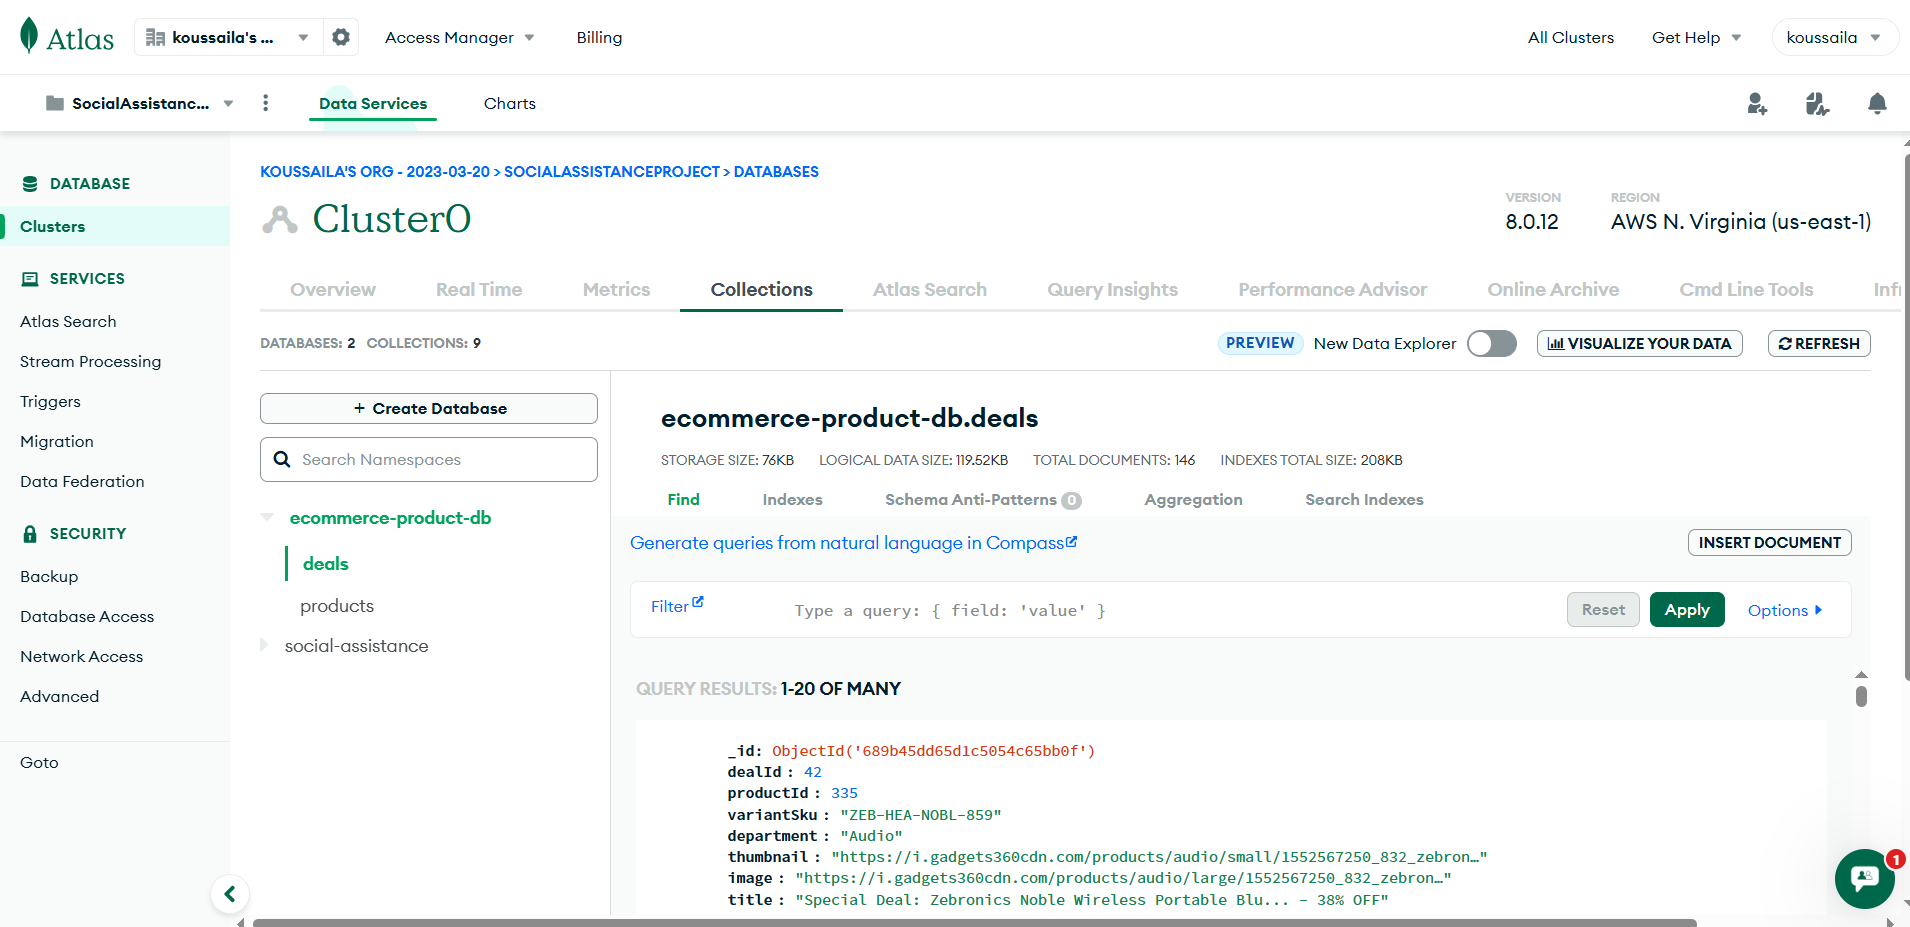 Atlas
koussaila's ...
Access Manager
Billing
All Clusters
Get Help
koussaila
SocialAssistanc...
Data Services
Charts
DATABASE
Clusters
SERVICES
Atlas Search
Stream Processing
Triggers
Migration
Data Federation
SECURITY
Backup
Database Access
Network Access
Advanced
Goto
KOUSSAILA'S ORG - 2023-03-20 > SOCIALASSISTANCEPROJECT > DATABASES
Cluster0
VERSION
8.0.12
REGION
AWS N. Virginia (us-east-1)
Overview
Real Time
Metrics
Collections
Atlas Search
Query Insights
Performance Advisor
Online Archive
Cmd Line Tools
Infr
DATABASES: 2 COLLECTIONS: 9
PREVIEW
New Data Explorer
VISUALIZE YOUR DATA
REFRESH
+ Create Database
Search Namespaces
ecommerce-product-db
deals
products
social-assistance
ecommerce-product-db.deals
STORAGE SIZE: 76KB
LOGICAL DATA SIZE: 119.52KB
TOTAL DOCUMENTS: 146
INDEXES TOTAL SIZE: 208KB
Find
Indexes
Schema Anti-Patterns 0
Aggregation
Search Indexes
Generate queries from natural language in Compass
INSERT DOCUMENT
Filter
Type a query: { field: 'value' }
Reset
Apply
Options
QUERY RESULTS: 1-20 OF MANY
_id: ObjectId('689b45dd65d1c5054c65bb0f')
dealId : 42
productId : 335
variantSku : "ZEB-HEA-NOBL-859"
department : "Audio"
thumbnail : "https://i.gadgets360cdn.com/products/audio/small/1552567250_832_zebron…"
image : "https://i.gadgets360cdn.com/products/audio/large/1552567250_832_zebron…"
title : "Special Deal: Zebronics Noble Wireless Portable Blu... - 38% OFF"
1